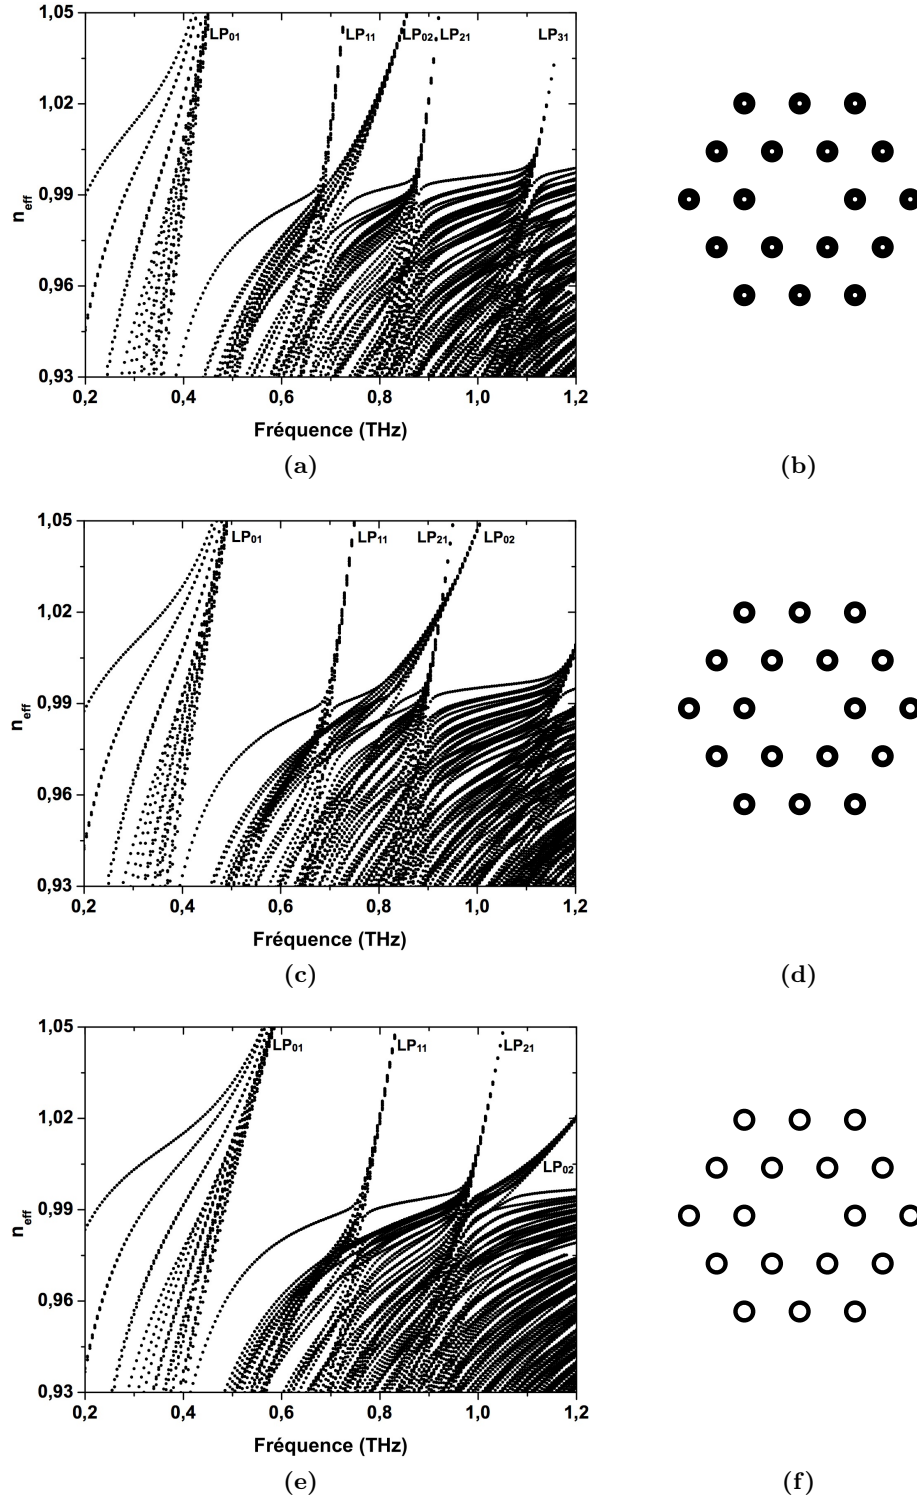 1,05
LP01
LP11
LP02
LP21
LP31
1,02
0,99
neff
0,96
0,93
0,2
0,4
0,6
0,8
1,0
1,2
Fréquence (THz)
(a)
(b)
1,05
LP01
LP11
LP21
LP02
1,02
0,99
neff
0,96
0,93
0,2
0,4
0,6
0,8
1,0
1,2
Fréquence (THz)
(c)
(d)
1,05
LP01
LP11
LP21
1,02
LP02
0,99
neff
0,96
0,93
0,2
0,4
0,6
0,8
1,0
1,2
Fréquence (THz)
(e)
(f)